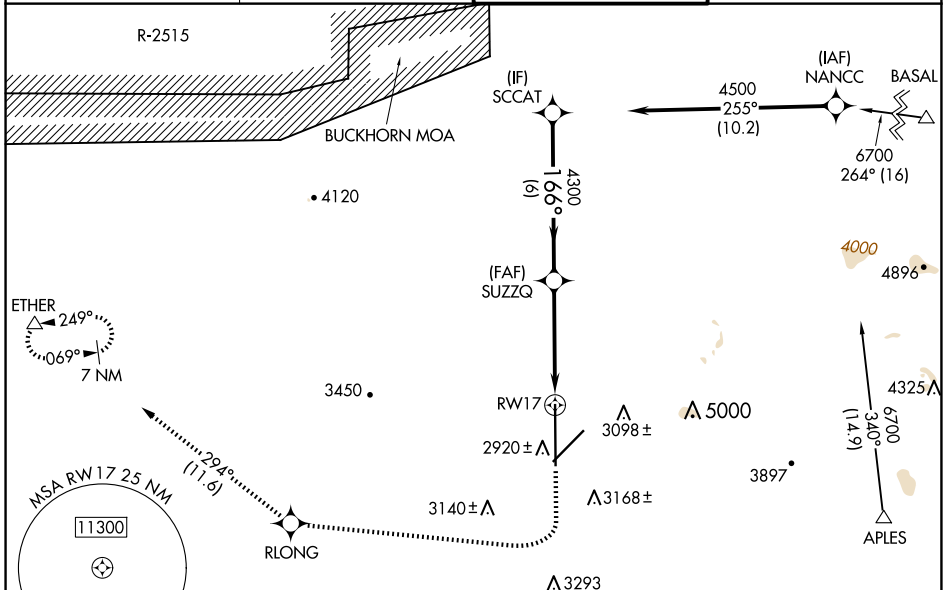 R-2515
BUCKHORN MOA
(IF)
SCCAT
4500
255°
(10.2)
(IAF)
NANCC
BASAL
6700
264° (16)
4300
166°
(6)
4120
4000
4896
(FAF)
SUZZQ
ETHER
249°
069°
7 NM
3450
RW17
3098±
5000
4325
2920±
6700
340°
(14.9)
294°
(11.6)
3897
3140±
3168±
MSA RW17 25 NM
11300
RLONG
APLES
3293